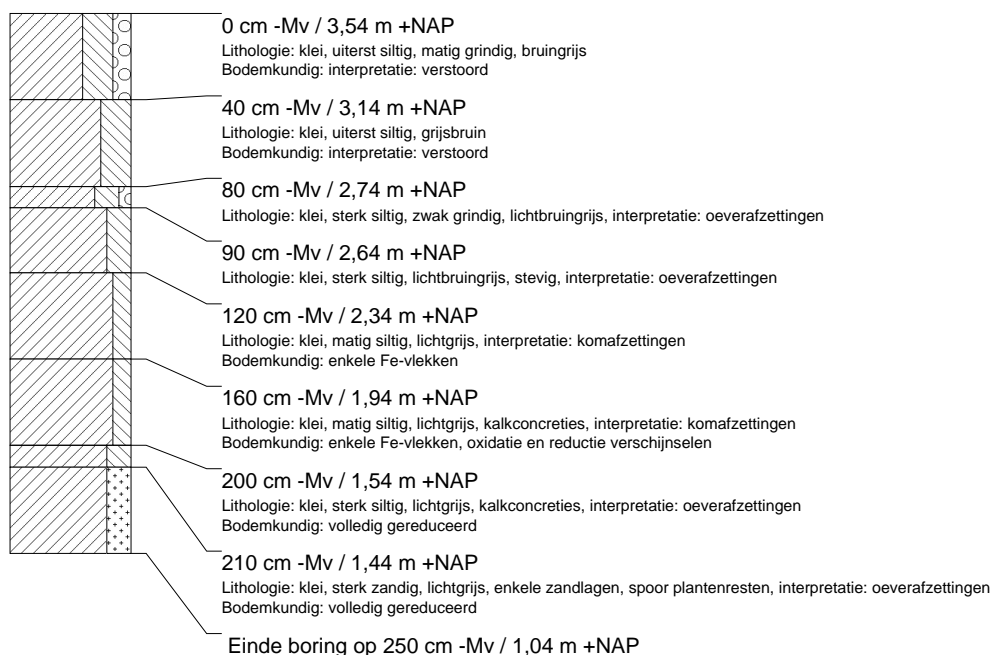 0 cm -Mv / 3,54 m +NAP
Lithologie: klei, uiterst siltig, matig grindig, bruingrijs
Bodemkundig: interpretatie: verstoord
40 cm -Mv / 3,14 m +NAP
Lithologie: klei, uiterst siltig, grijsbruin
Bodemkundig: interpretatie: verstoord
80 cm -Mv / 2,74 m +NAP
Lithologie: klei, sterk siltig, zwak grindig, lichtbruingrijs, interpretatie: oeverafzettingen
90 cm -Mv / 2,64 m +NAP
Lithologie: klei, sterk siltig, lichtbruingrijs, stevig, interpretatie: oeverafzettingen
120 cm -Mv / 2,34 m +NAP
Lithologie: klei, matig siltig, lichtgrijs, interpretatie: komafzettingen
Bodemkundig: enkele Fe-vlekken
160 cm -Mv / 1,94 m +NAP
Lithologie: klei, matig siltig, lichtgrijs, kalkconcreties, interpretatie: komafzettingen
Bodemkundig: enkele Fe-vlekken, oxidatie en reductie verschijnselen
200 cm -Mv / 1,54 m +NAP
Lithologie: klei, sterk siltig, lichtgrijs, kalkconcreties, interpretatie: oeverafzettingen
Bodemkundig: volledig gereduceerd
210 cm -Mv / 1,44 m +NAP
Lithologie: klei, sterk zandig, lichtgrijs, enkele zandlagen, spoor plantenresten, interpretatie: oeverafzettingen
Bodemkundig: volledig gereduceerd
Einde boring op 250 cm -Mv / 1,04 m +NAP